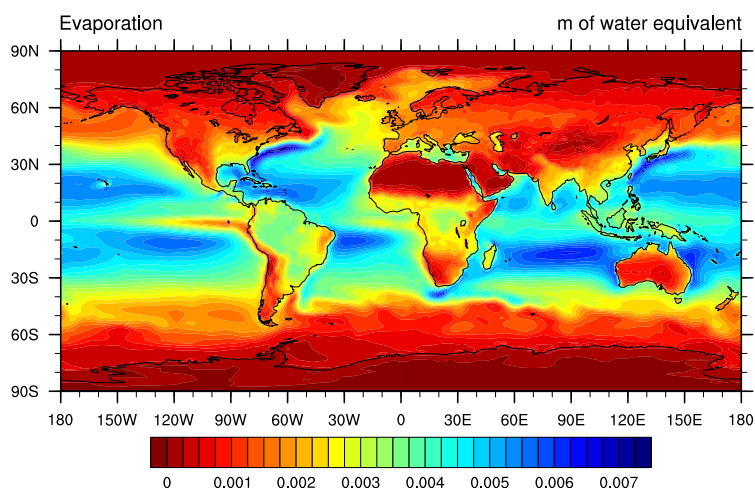 Evaporation m of water equivalent
90N
60N
30N
0
30S
60S
90S
180 150W 120W 90W 60W 30W 0 30E 60E 90E 120E 150E 180
0 0.001 0.002 0.003 0.004 0.005 0.006 0.007